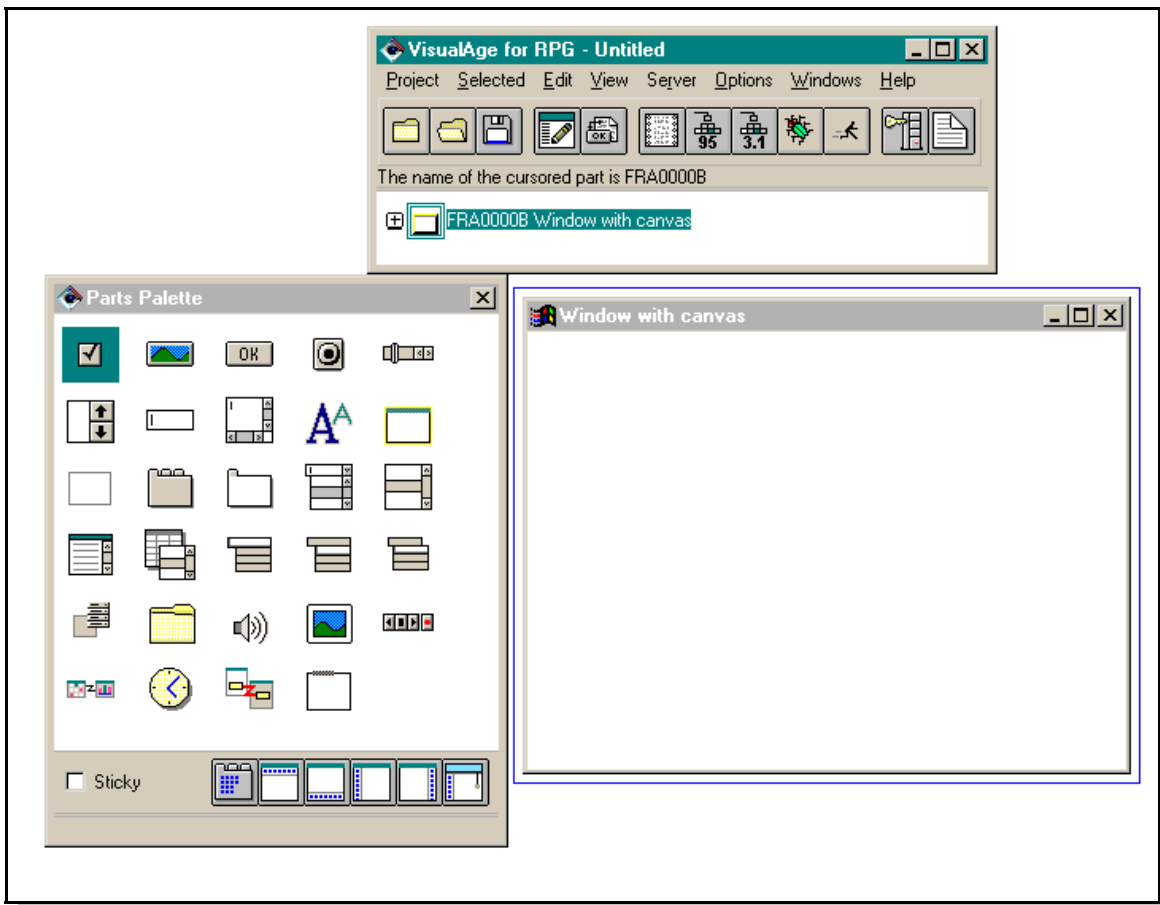 VisualAge for RPG - Untitled
Project Selected Edit View Server Options Windows Help
OK
95 3.1
The name of the cursored part is FRA0000B
FRA0000B Window with canvas
Parts Palette
Window with canvas
OK
A A
Sticky